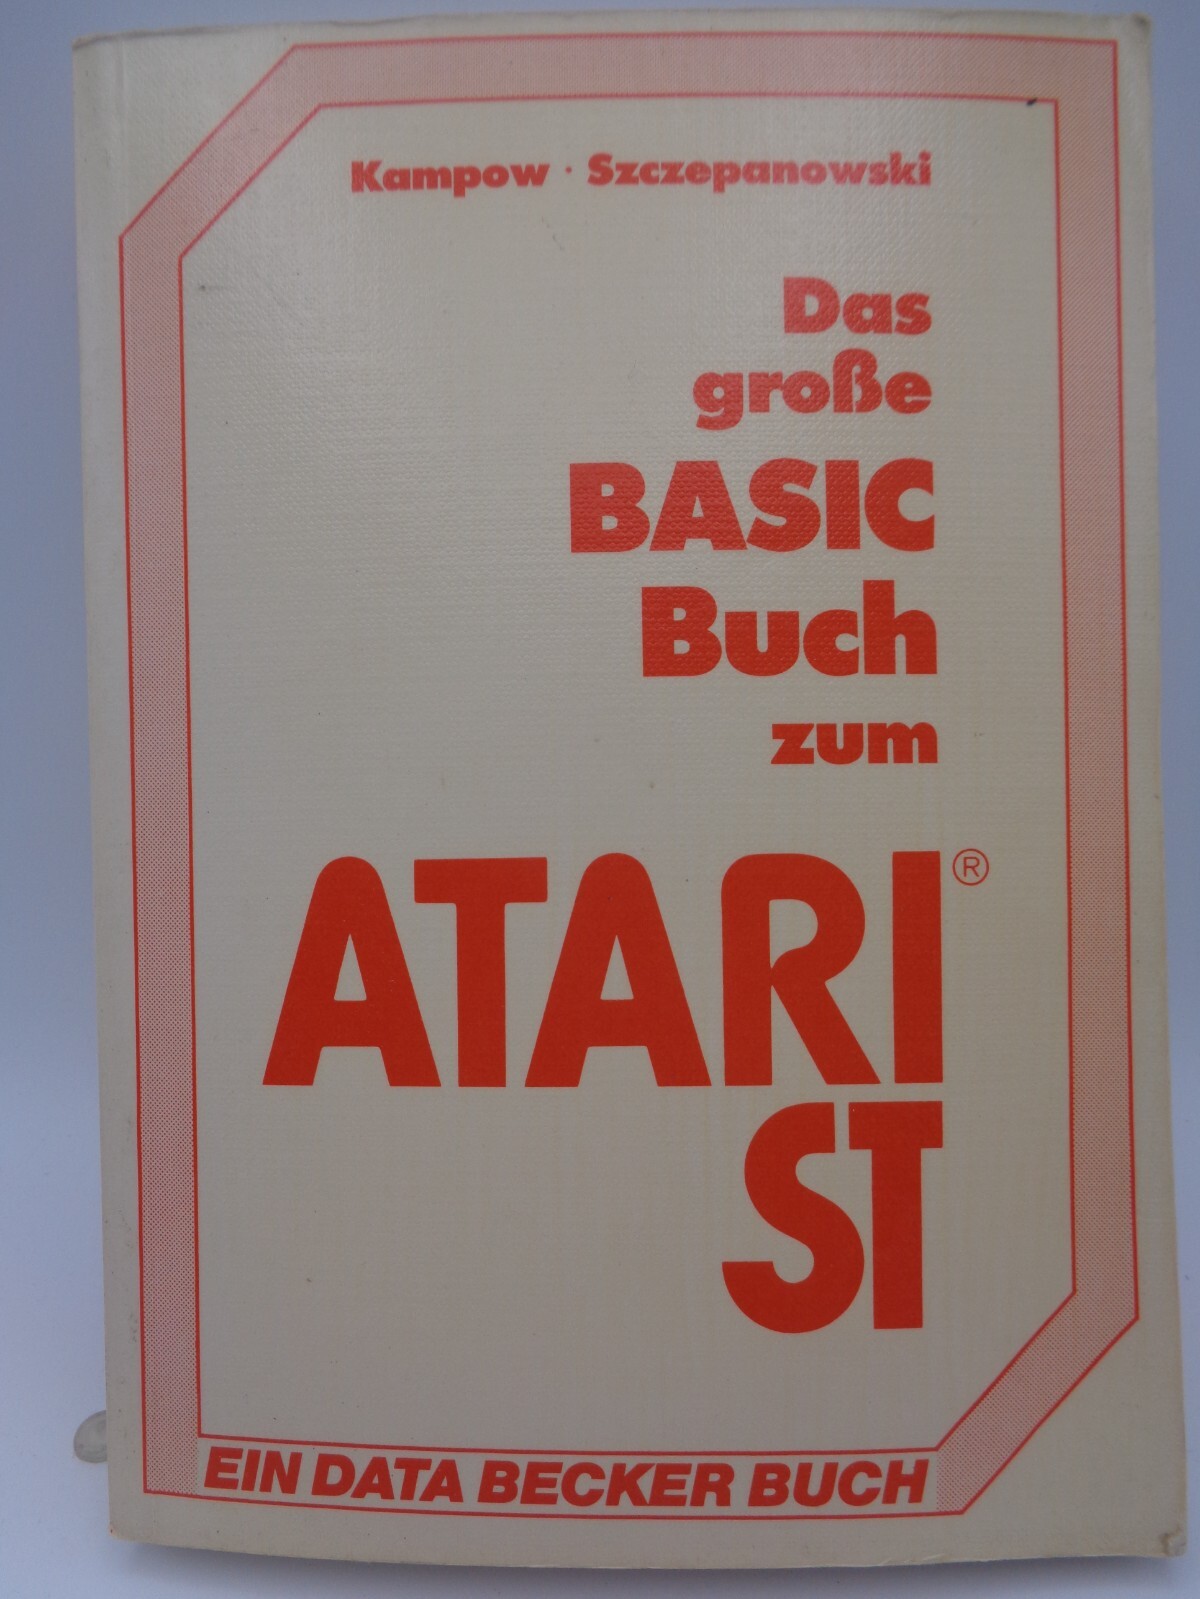 Kampow · Szczepanowski
Das
große
BASIC
Buch
zum
ATARI®
ST
EIN DATA BECKER BUCH